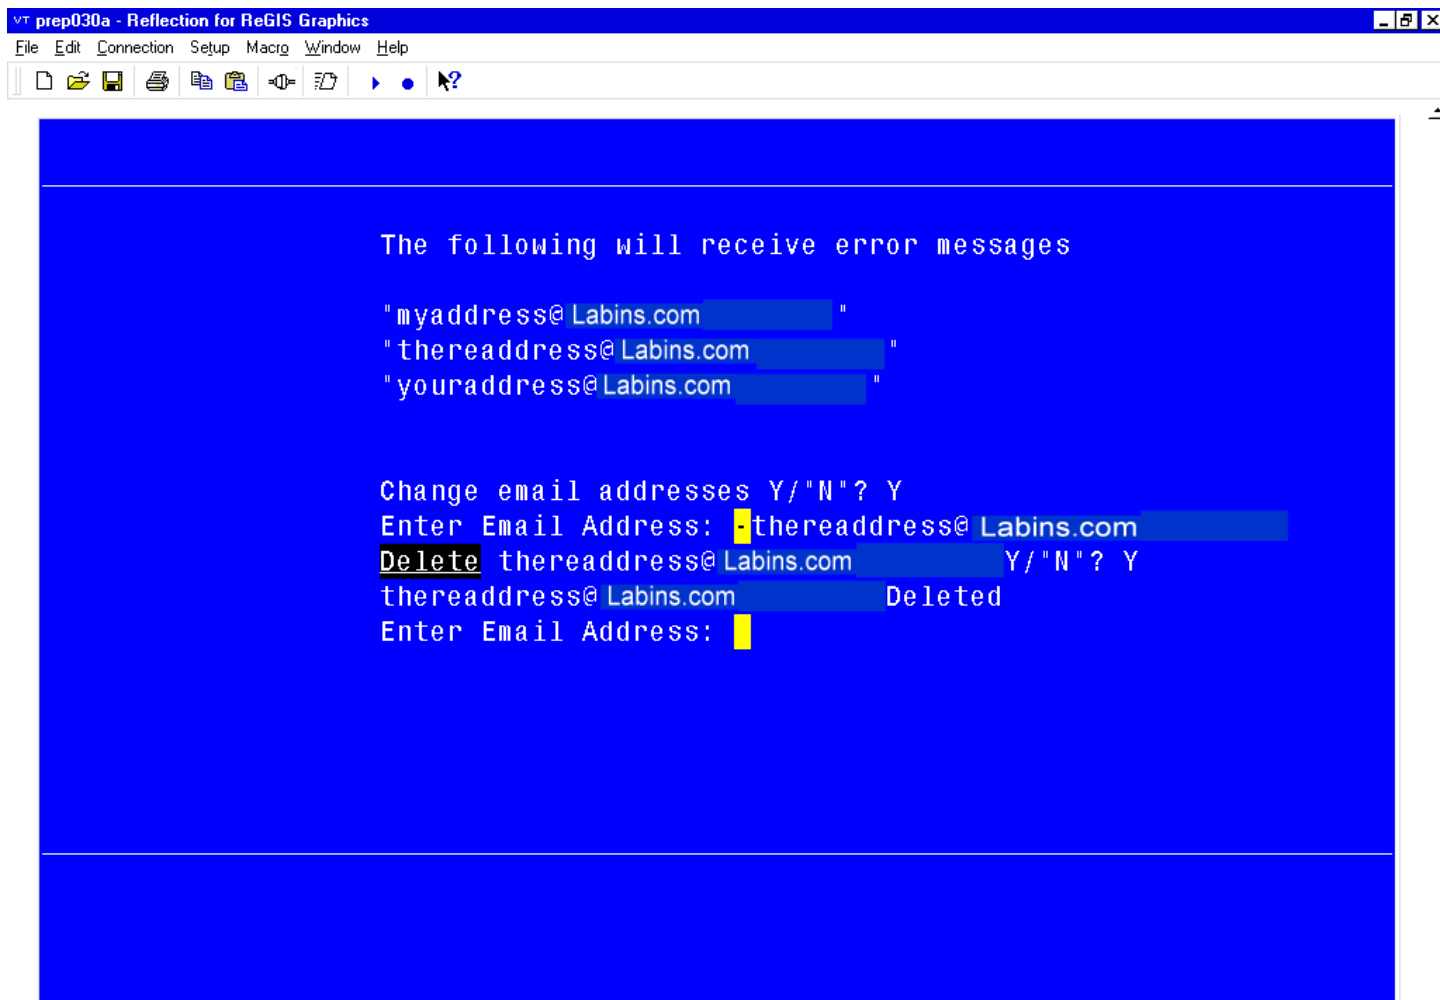 VT prep030a - Reflection for ReGIS Graphics
File Edit Connection Setup Macro Window Help
The following will receive error messages
"myaddress@Labins.com "
"thereaddress@Labins.com "
"youraddress@Labins.com "
Change email addresses Y/"N"? Y
Enter Email Address: -thereaddress@Labins.com
Delete thereaddress@Labins.com Y/"N"? Y
thereaddress@Labins.com Deleted
Enter Email Address: